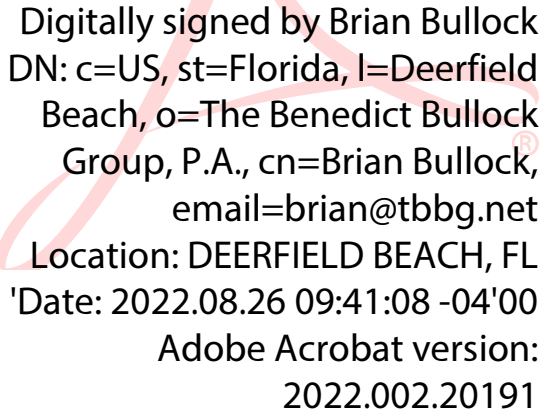 Digitally signed by Brian Bullock
DN: c=US, st=Florida, l=Deerfield
Beach, o=The Benedict Bullock
Group, P.A., cn=Brian Bullock,
email=brian@tbbg.net
Location: DEERFIELD BEACH, FL
'Date: 2022.08.26 09:41:08 -04'00
Adobe Acrobat version:
2022.002.20191
®